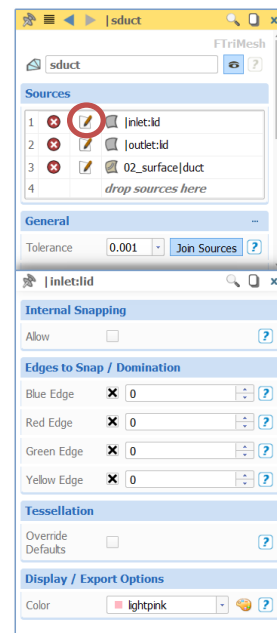 |sduct
FTriMesh
sduct
?
Sources
1 |inlet:lid
2 |outlet:lid
3 02_surface|duct
4 drop sources here
General ...
Tolerance 0.001 Join Sources ?
|inlet:lid
Internal Snapping
Allow ?
Edges to Snap / Domination
Blue Edge 0 ?
Red Edge 0 ?
Green Edge 0 ?
Yellow Edge 0 ?
Tessellation
Override
Defaults ?
Display / Export Options
Color lightpink ?